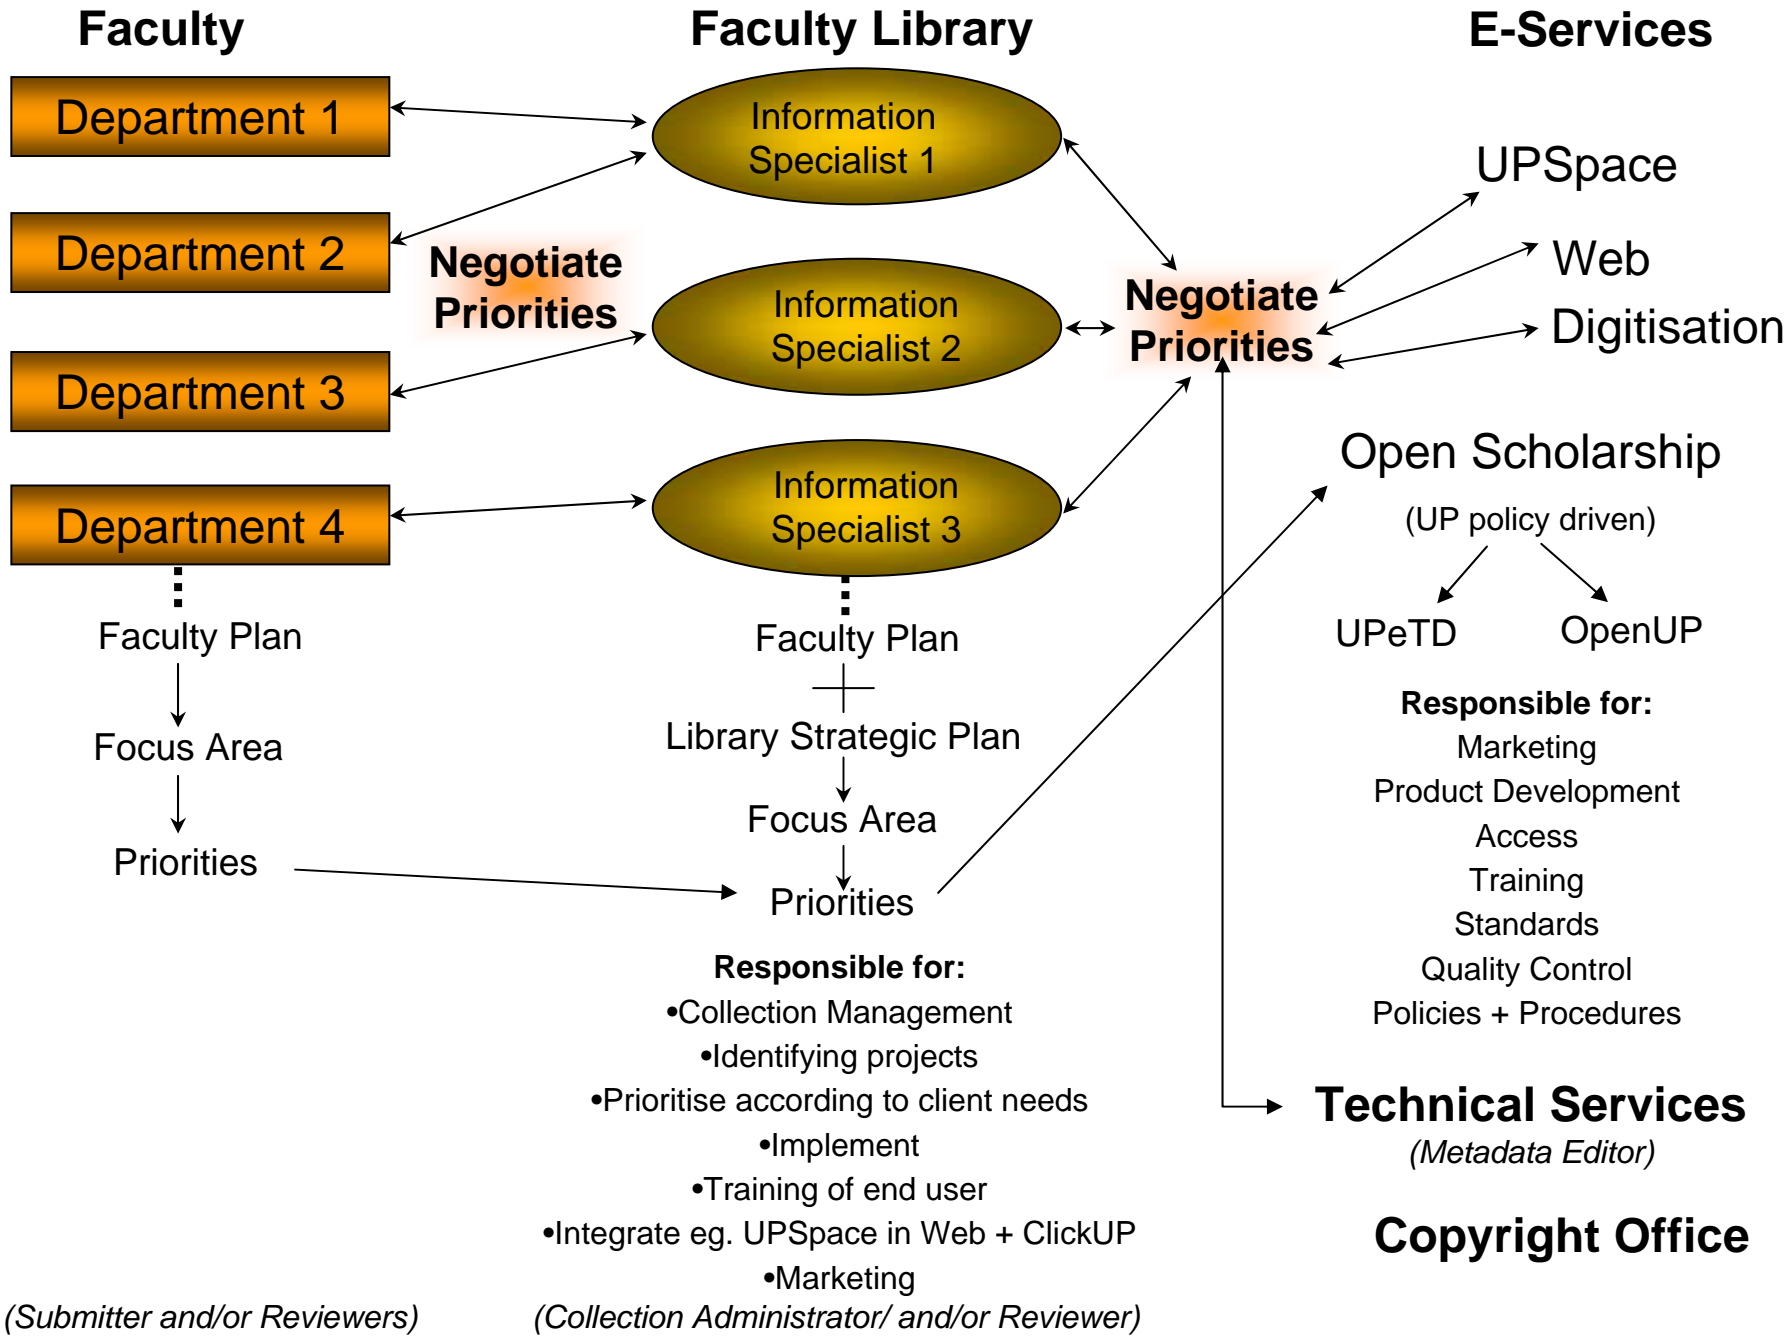 Faculty
Department 1
Department 2
Department 3
Department 4
Faculty Plan
Focus Area
Priorities
(Submitter and/or Reviewers)
Negotiate
Priorities
Faculty Library
Information
Specialist 1
Information
Specialist 2
Information
Specialist 3
Faculty Plan
Library Strategic Plan
Focus Area
Priorities
Responsible for:
•Collection Management
•Identifying projects
•Prioritise according to client needs
•Implement
•Training of end user
•Integrate eg. UPSpace in Web + ClickUP
•Marketing
(Collection Administrator/ and/or Reviewer)
Negotiate
Priorities
E-Services
UPSpace
Web
Digitisation
Open Scholarship
(UP policy driven)
UPeTD
OpenUP
Responsible for:
Marketing
Product Development
Access
Training
Standards
Quality Control
Policies + Procedures
Technical Services
(Metadata Editor)
Copyright Office